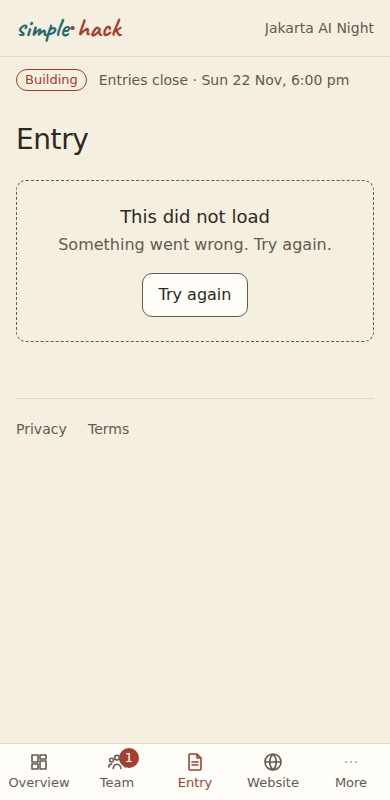 simple·hack
Jakarta AI Night
Building
Entries close · Sun 22 Nov, 6:00 pm
Entry
This did not load
Something went wrong. Try again.
Try again
Privacy
Terms
1
Overview
Team
Entry
Website
More